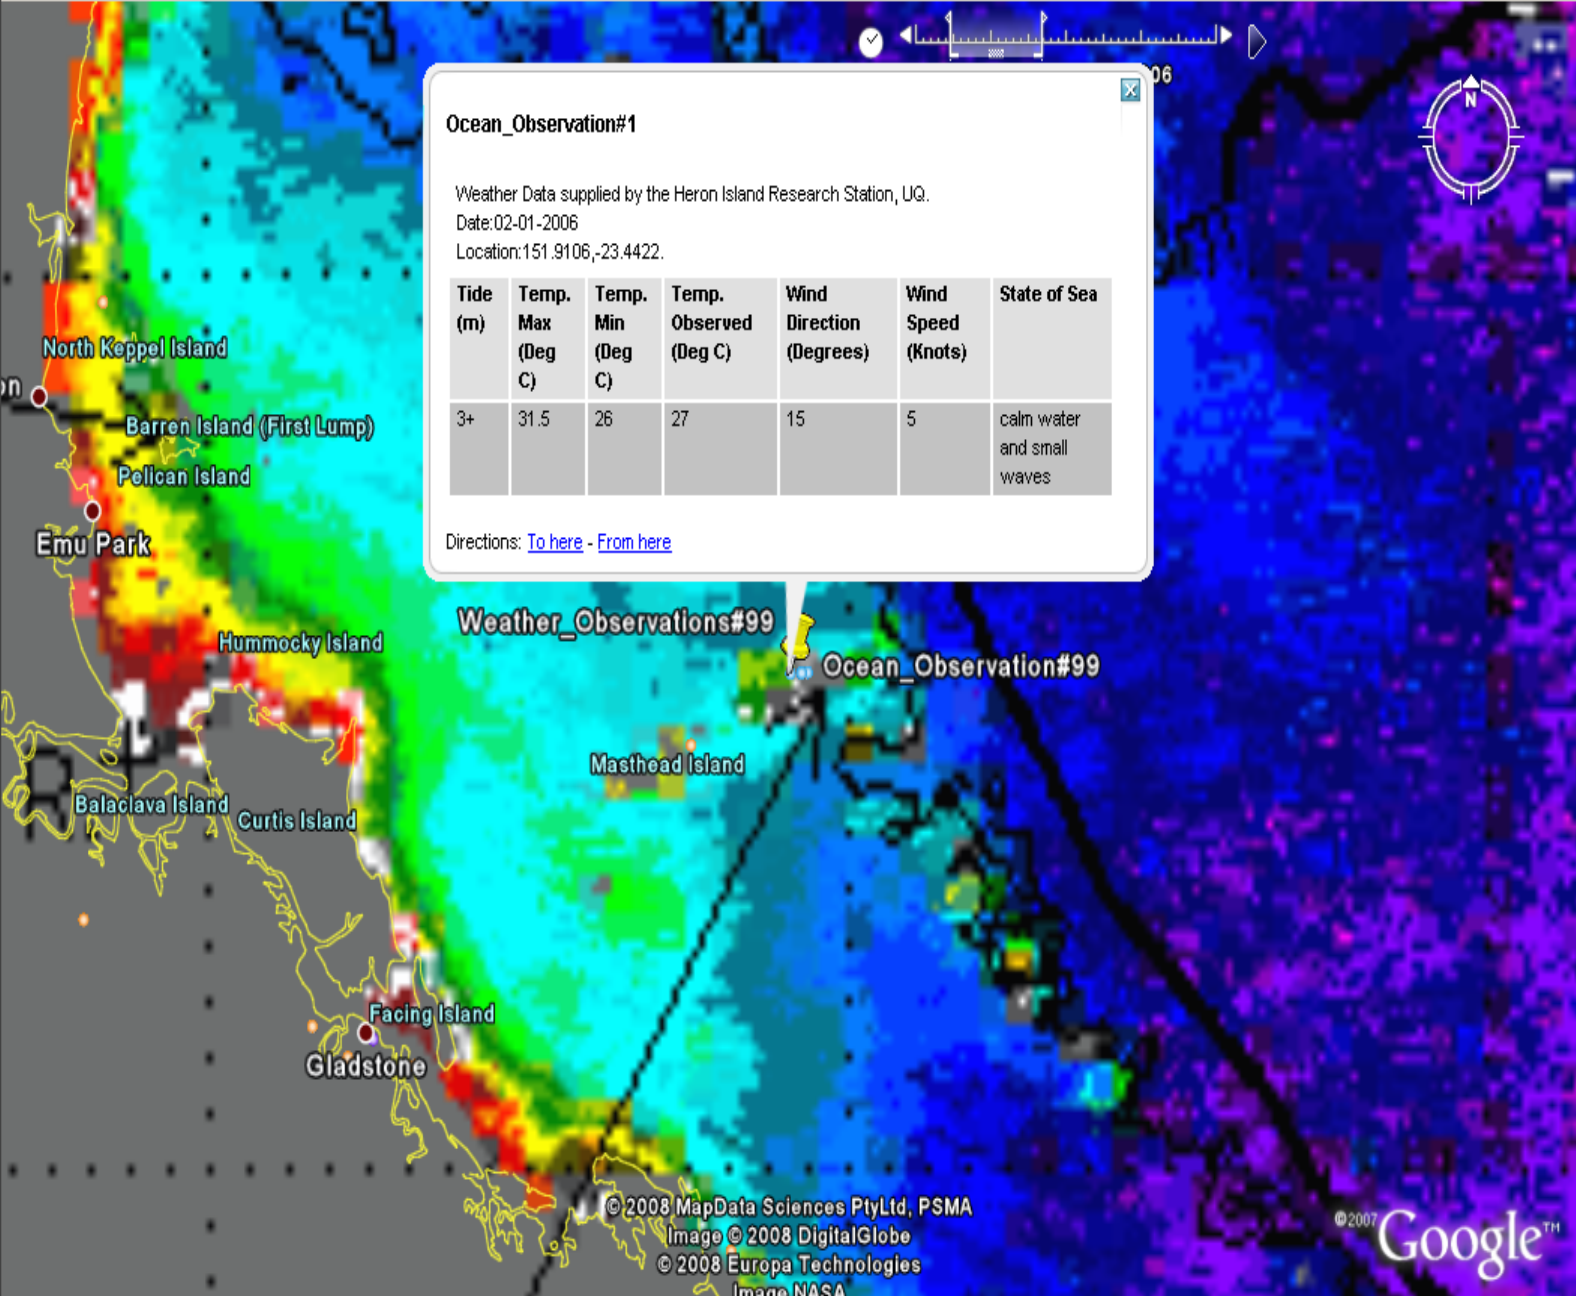 06
N
Ocean_Observation#1
Weather Data supplied by the Heron Island Research Station, UQ.
Date:02-01-2006
Location:151.9106,-23.4422.
Tide (m) Temp. Max (Deg C) Temp. Min (Deg C) Temp. Observed (Deg C) Wind Direction (Degrees) Wind Speed (Knots) State of Sea
3+ 31.5 26 27 15 5 calm water and small waves
Directions: To here - From here
North Keppel Island
on
Barren Island (First Lump)
Pelican Island
Emu Park
Weather_Observations#99
Hummocky Island
Ocean_Observation#99
Masthead Island
Balaclava Island
Curtis Island
Facing Island
Gladstone
© 2008 MapData Sciences PtyLtd, PSMA
Image © 2008 DigitalGlobe
© 2008 Europa Technologies
Image NASA
©2007 Google™